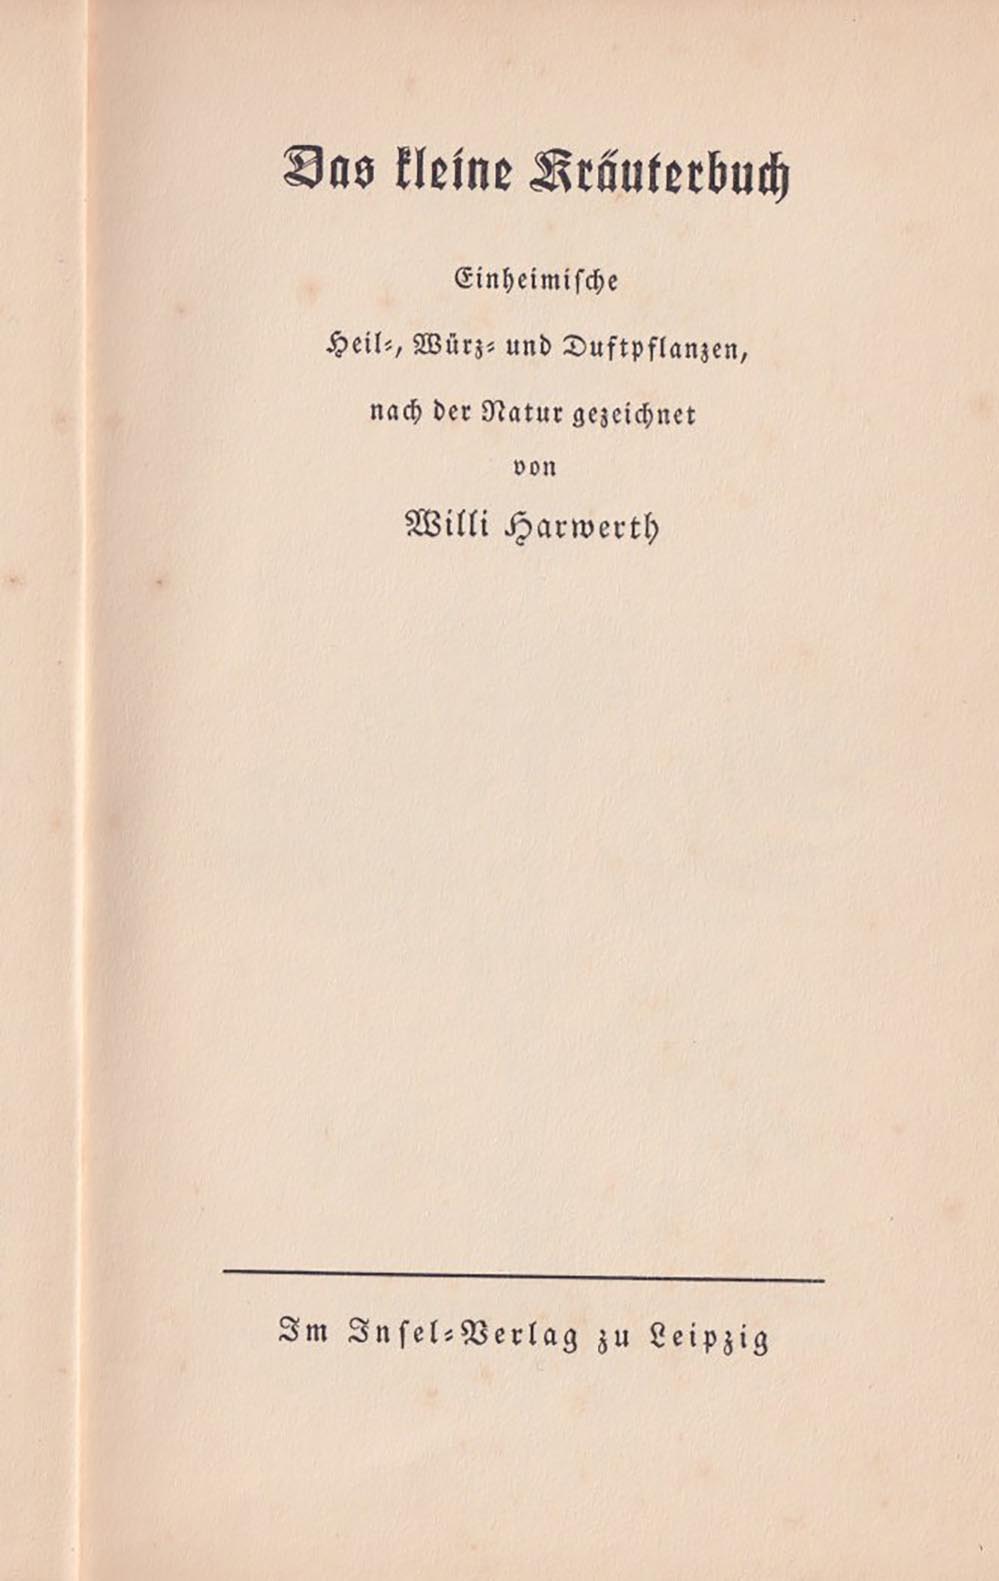 Das kleine Kräuterbuch
Einheimiſche
Heil⸗, Würz⸗ und Duftpflanzen,
nach der Natur gezeichnet
von
Willi Harwerth
Im Inſel⸗Verlag zu Leipzig